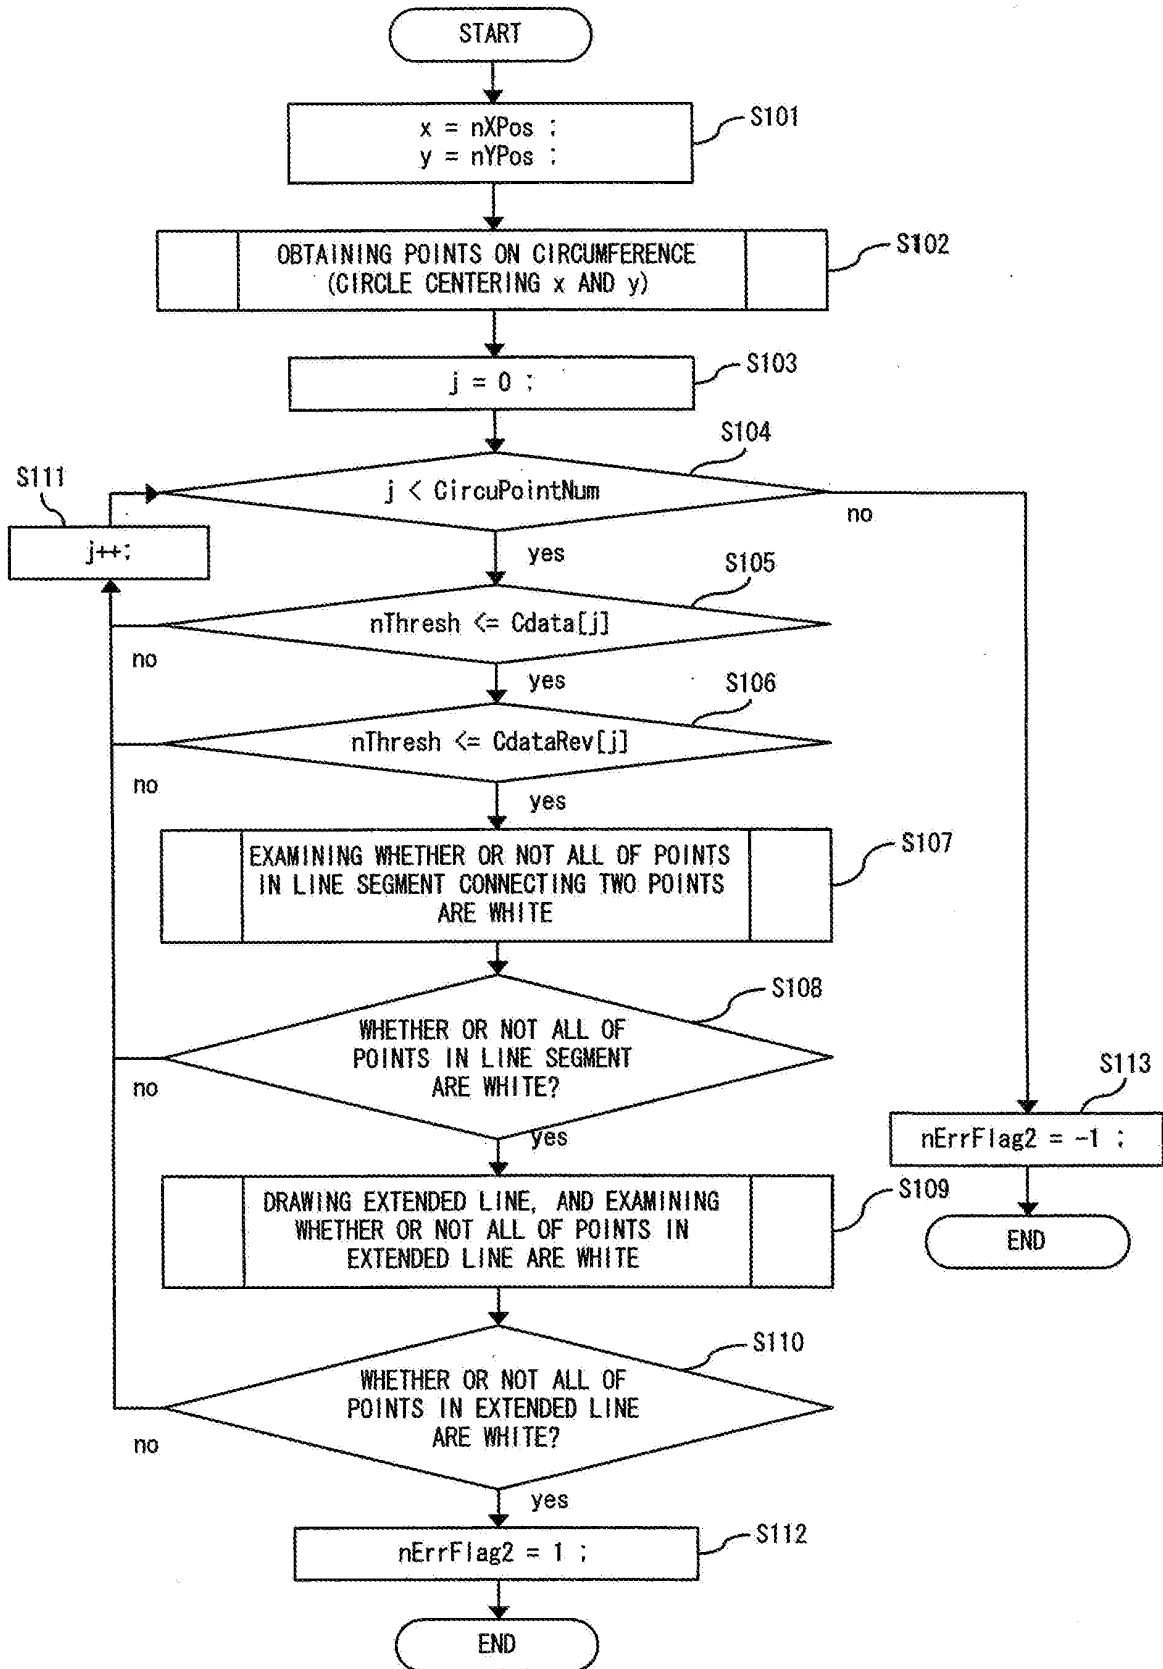 START
x = nXPos ;
y = nYPos ;
S101
OBTAINING POINTS ON CIRCUMFERENCE
(CIRCLE CENTERING x AND y)
S102
j = 0 ;
S103
S104
S111
j < CircuPointNum
no
j++;
yes
S105
nThresh <= Cdata[j]
no
yes
S106
nThresh <= CdataRev[j]
no
yes
S107
EXAMINING WHETHER OR NOT ALL OF POINTS
IN LINE SEGMENT CONNECTING TWO POINTS
ARE WHITE
S108
WHETHER OR NOT ALL OF
POINTS IN LINE SEGMENT
ARE WHITE?
no
yes
S113
nErrFlag2 = -1 ;
END
S109
DRAWING EXTENDED LINE, AND EXAMINING
WHETHER OR NOT ALL OF POINTS IN
EXTENDED LINE ARE WHITE
S110
WHETHER OR NOT ALL OF
POINTS IN EXTENDED LINE
ARE WHITE?
no
yes
S112
nErrFlag2 = 1 ;
END